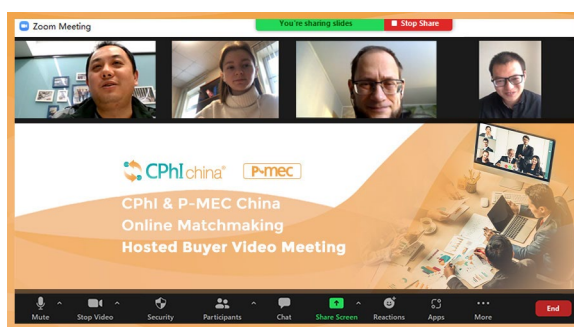 Zoom Meeting
You're sharing slides
Stop Share
CPhI china®
P-mec
CPhI & P-MEC China
Online Matchmaking
Hosted Buyer Video Meeting
Mute
Stop Video
Security
Participants
Chat
Share Screen
Reactions
Apps
More
End